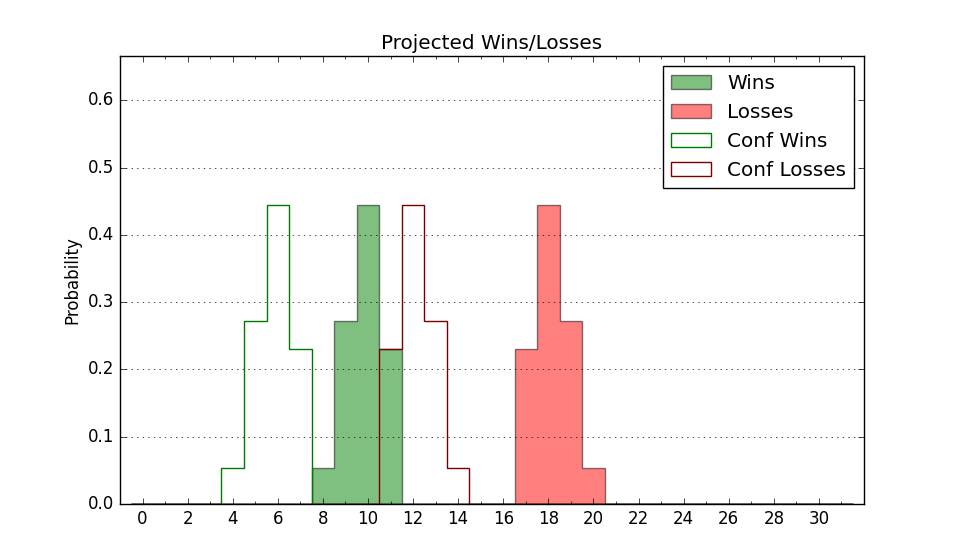 Projected Wins/Losses
Wins
Losses
Conf Wins
Conf Losses
Probability
0.6
0.5
0.4
0.3
0.2
0.1
0.0
0 2 4 6 8 10 12 14 16 18 20 22 24 26 28 30